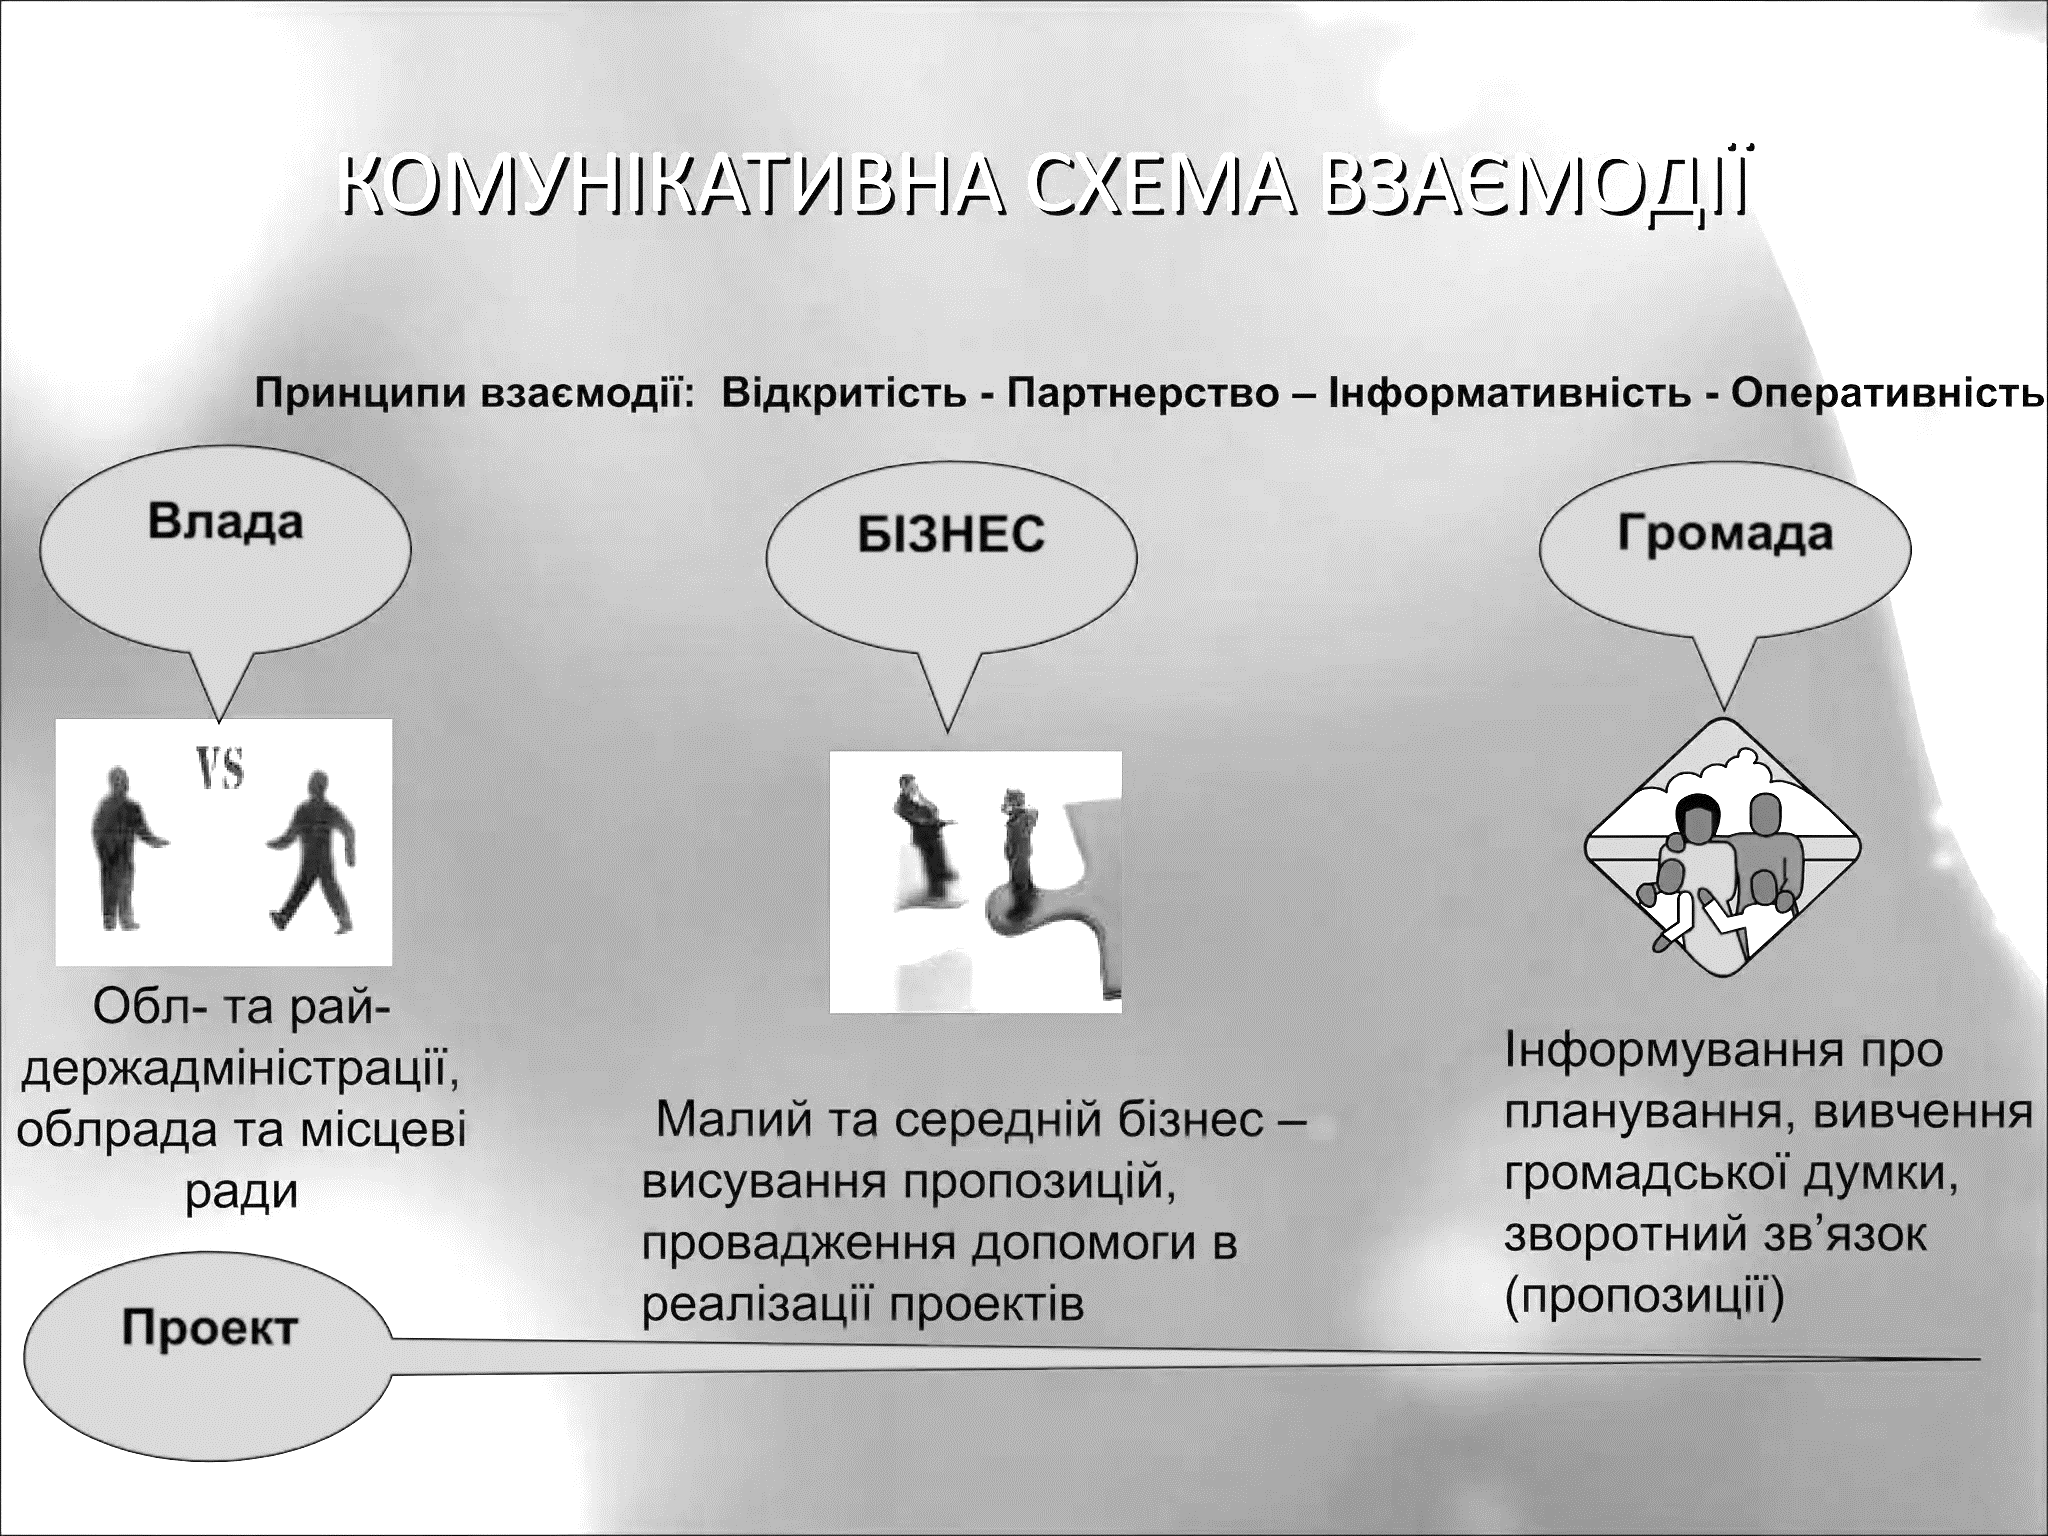 КОМУНІКАТИВНА СХЕМА ВЗАЄМОДІЇ
Принципи взаємодії: Відкритість - Партнерство – Інформативність - Оперативність
Влада
БІЗНЕС
Громада
VS
Обл- та рай-
держадміністрації,
облрада та місцеві
ради
Малий та середній бізнес –
висування пропозицій,
провадження допомоги в
реалізації проектів
Інформування про
планування, вивчення
громадської думки,
зворотний зв’язок
(пропозиції)
Проект